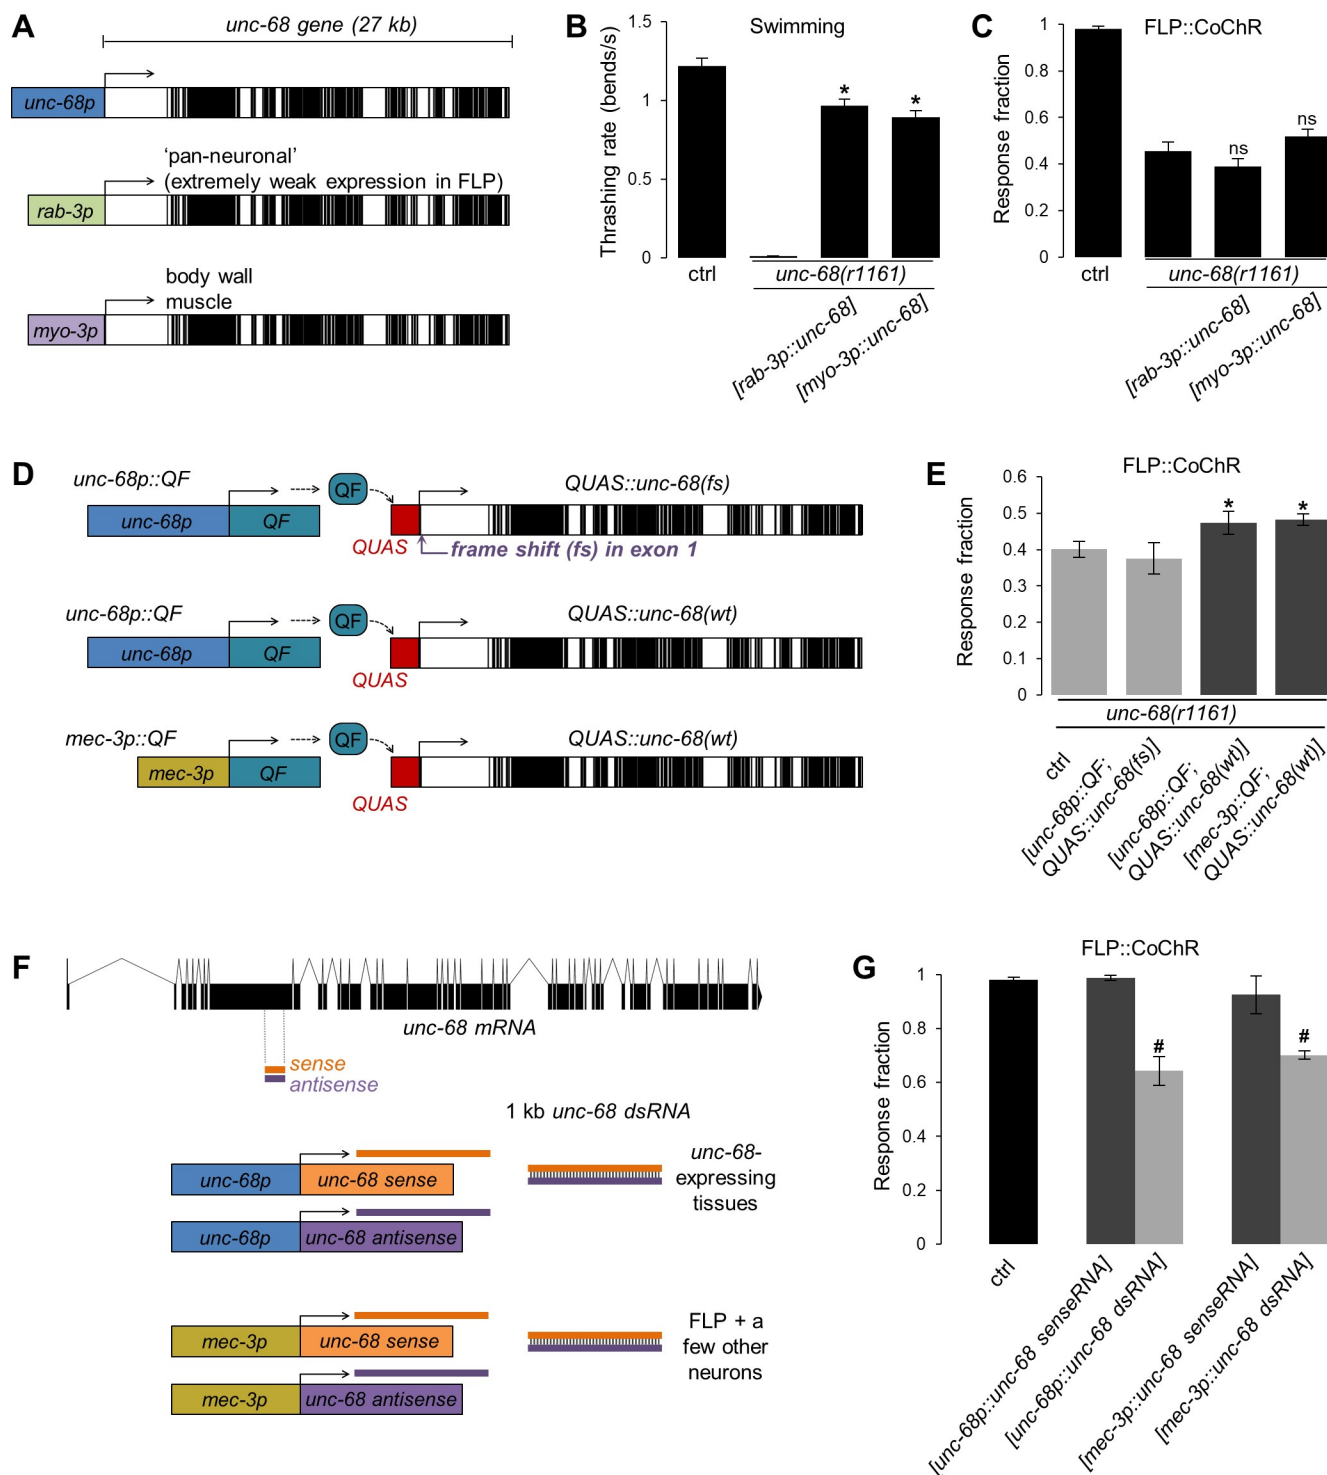 A
unc-68 gene (27 kb)
unc-68p
'pan-neuronal'
(extremely weak expression in FLP)
rab-3p
body wall
muscle
myo-3p
B
Swimming
Thrashing rate (bends/s)
1.5
1
0.5
0
*
*
ctrl
unc-68(r1161)
[rab-3p::unc-68]
[myo-3p::unc-68]
C
FLP::CoChR
Response fraction
1
0.8
0.6
0.4
0.2
0
ns
ns
ctrl
unc-68(r1161)
[rab-3p::unc-68]
[myo-3p::unc-68]
D
unc-68p::QF
QF
QUAS::unc-68(fs)
unc-68p
QF
QUAS
frame shift (fs) in exon 1
unc-68p::QF
QF
QUAS::unc-68(wt)
unc-68p
QF
QUAS
mec-3p::QF
QF
QUAS::unc-68(wt)
mec-3p
QF
QUAS
E
FLP::CoChR
Response fraction
0.6
0.5
0.4
0.3
0.2
0.1
0
*
*
unc-68(r1161)
ctrl
[unc-68p::QF;
QUAS::unc-68(fs)]
[unc-68p::QF;
QUAS::unc-68(wt)]
[mec-3p::QF;
QUAS::unc-68(wt)]
F
unc-68 mRNA
sense
antisense
1 kb unc-68 dsRNA
unc-68p
unc-68 sense
unc-68p
unc-68 antisense
unc-68-
expressing
tissues
mec-3p
unc-68 sense
mec-3p
unc-68 antisense
FLP + a
few other
neurons
G
FLP::CoChR
Response fraction
1
0.8
0.6
0.4
0.2
0
#
#
ctrl
[unc-68p::unc-68 senseRNA]
[unc-68p::unc-68 dsRNA]
[mec-3p::unc-68 senseRNA]
[mec-3p::unc-68 dsRNA]